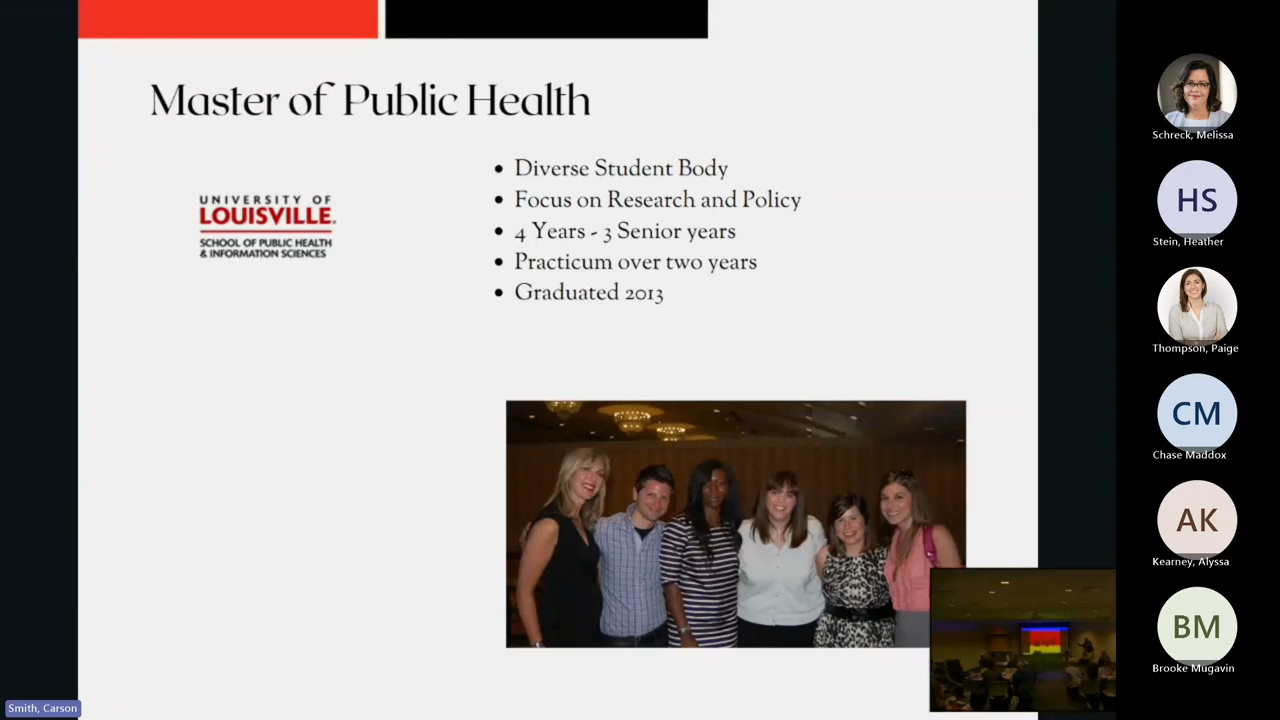 Master of Public Health
UNIVERSITY OF
LOUISVILLE.
SCHOOL OF PUBLIC HEALTH
& INFORMATION SCIENCES
• Diverse Student Body
• Focus on Research and Policy
• 4 Years - 3 Senior years
• Practicum over two years
• Graduated 2013
Schreck, Melissa
HS
Stein, Heather
Thompson, Paige
CM
Chase Maddox
AK
Kearney, Alyssa
BM
Brooke Mugavin
Smith, Carson